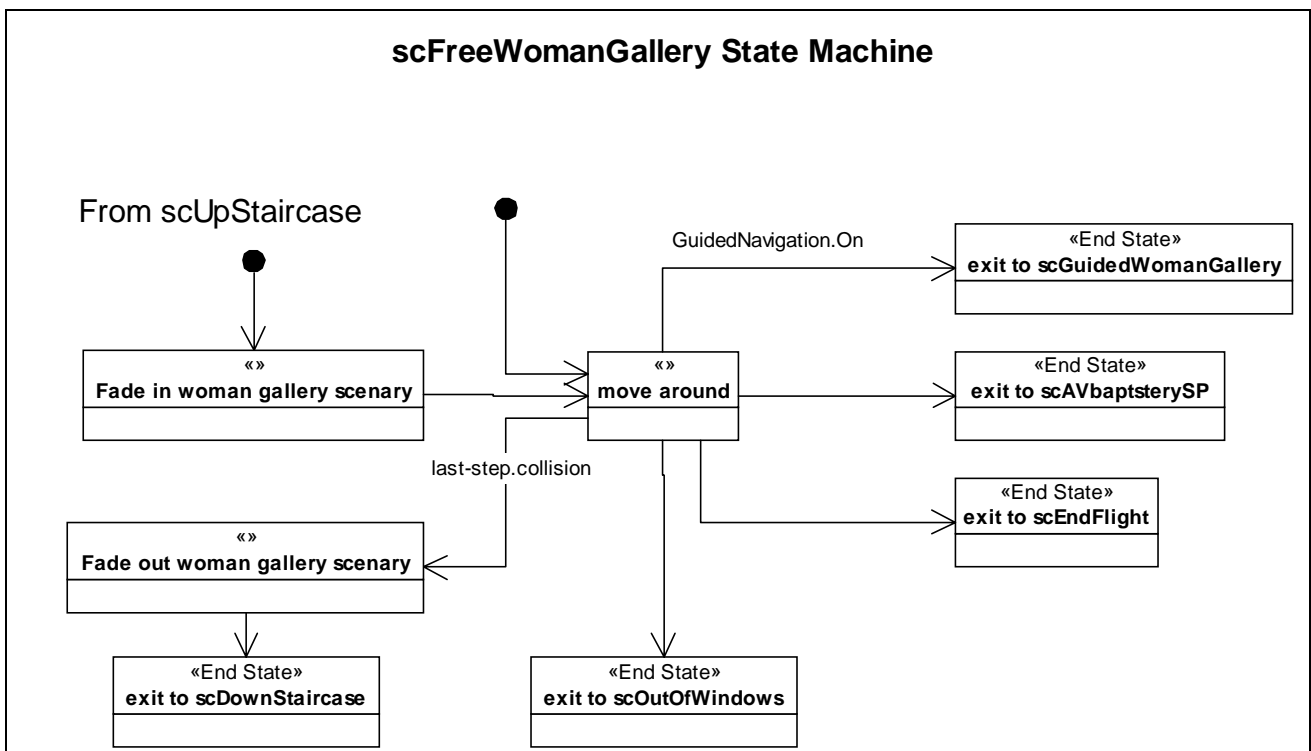 scFreeWomanGallery State Machine
From scUpStaircase
GuidedNavigation.On
«End State»
exit to scGuidedWomanGallery
«»
Fade in woman gallery scenary
«»
move around
«End State»
exit to scAVbaptsterySP
last-step.collision
«End State»
exit to scEndFlight
«»
Fade out woman gallery scenary
«End State»
exit to scDownStaircase
«End State»
exit to scOutOfWindows